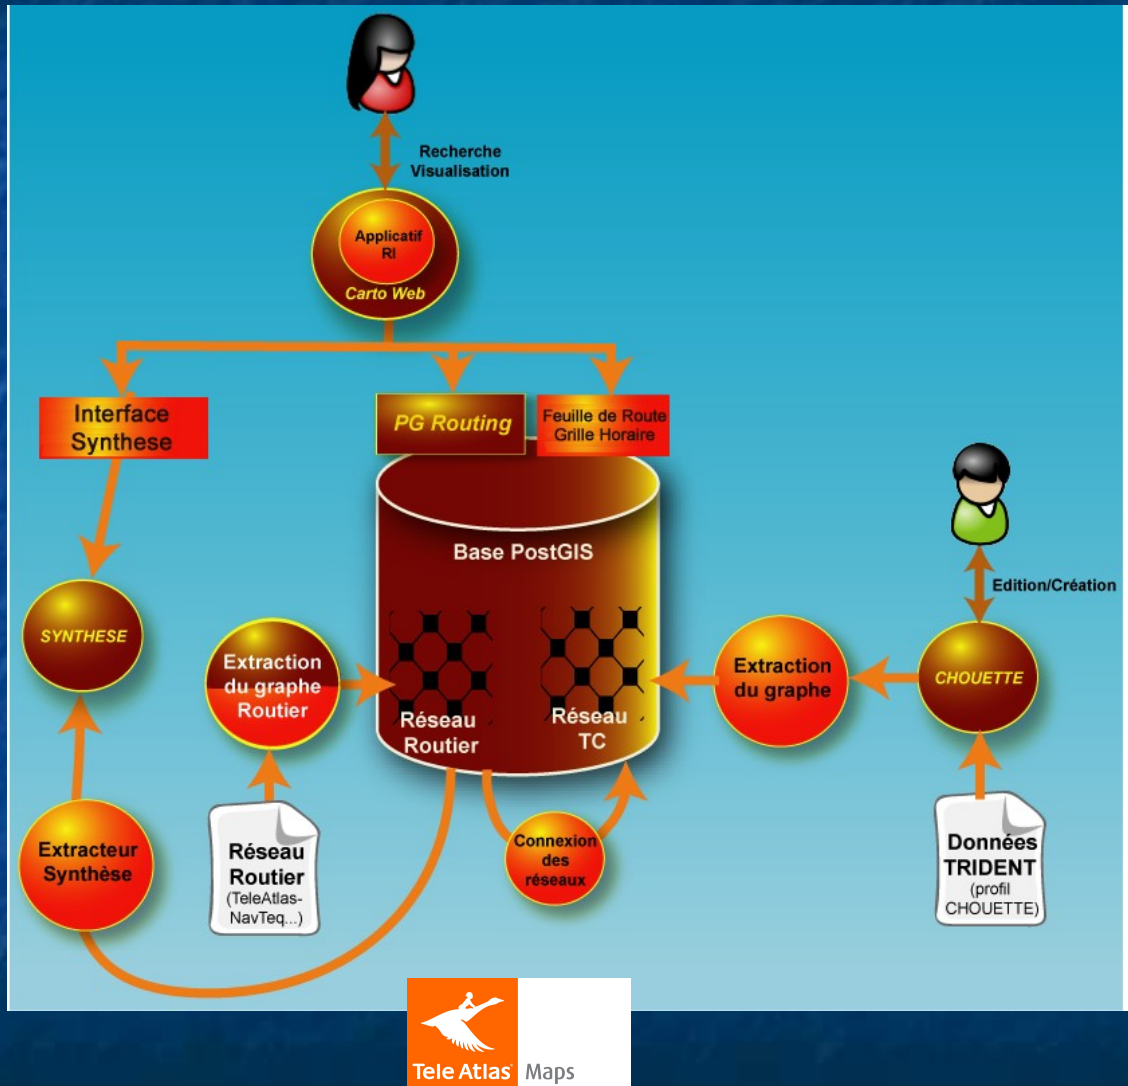 Recherche
Visualisation
Applicatif
RI
Carto Web
Interface
Synthese
PG Routing
Feuille de Route
Grille Horaire
Base PostGIS
Edition/Création
SYNTHESE
Extraction
du graphe
Routier
Réseau
Routier
Réseau
TC
Extraction
du graphe
CHOUETTE
Extracteur
Synthèse
Réseau
Routier
(TeleAtlas-
NavTeq...)
Connexion
des
réseaux
Données
TRIDENT
(profil
CHOUETTE)
Tele Atlas Maps